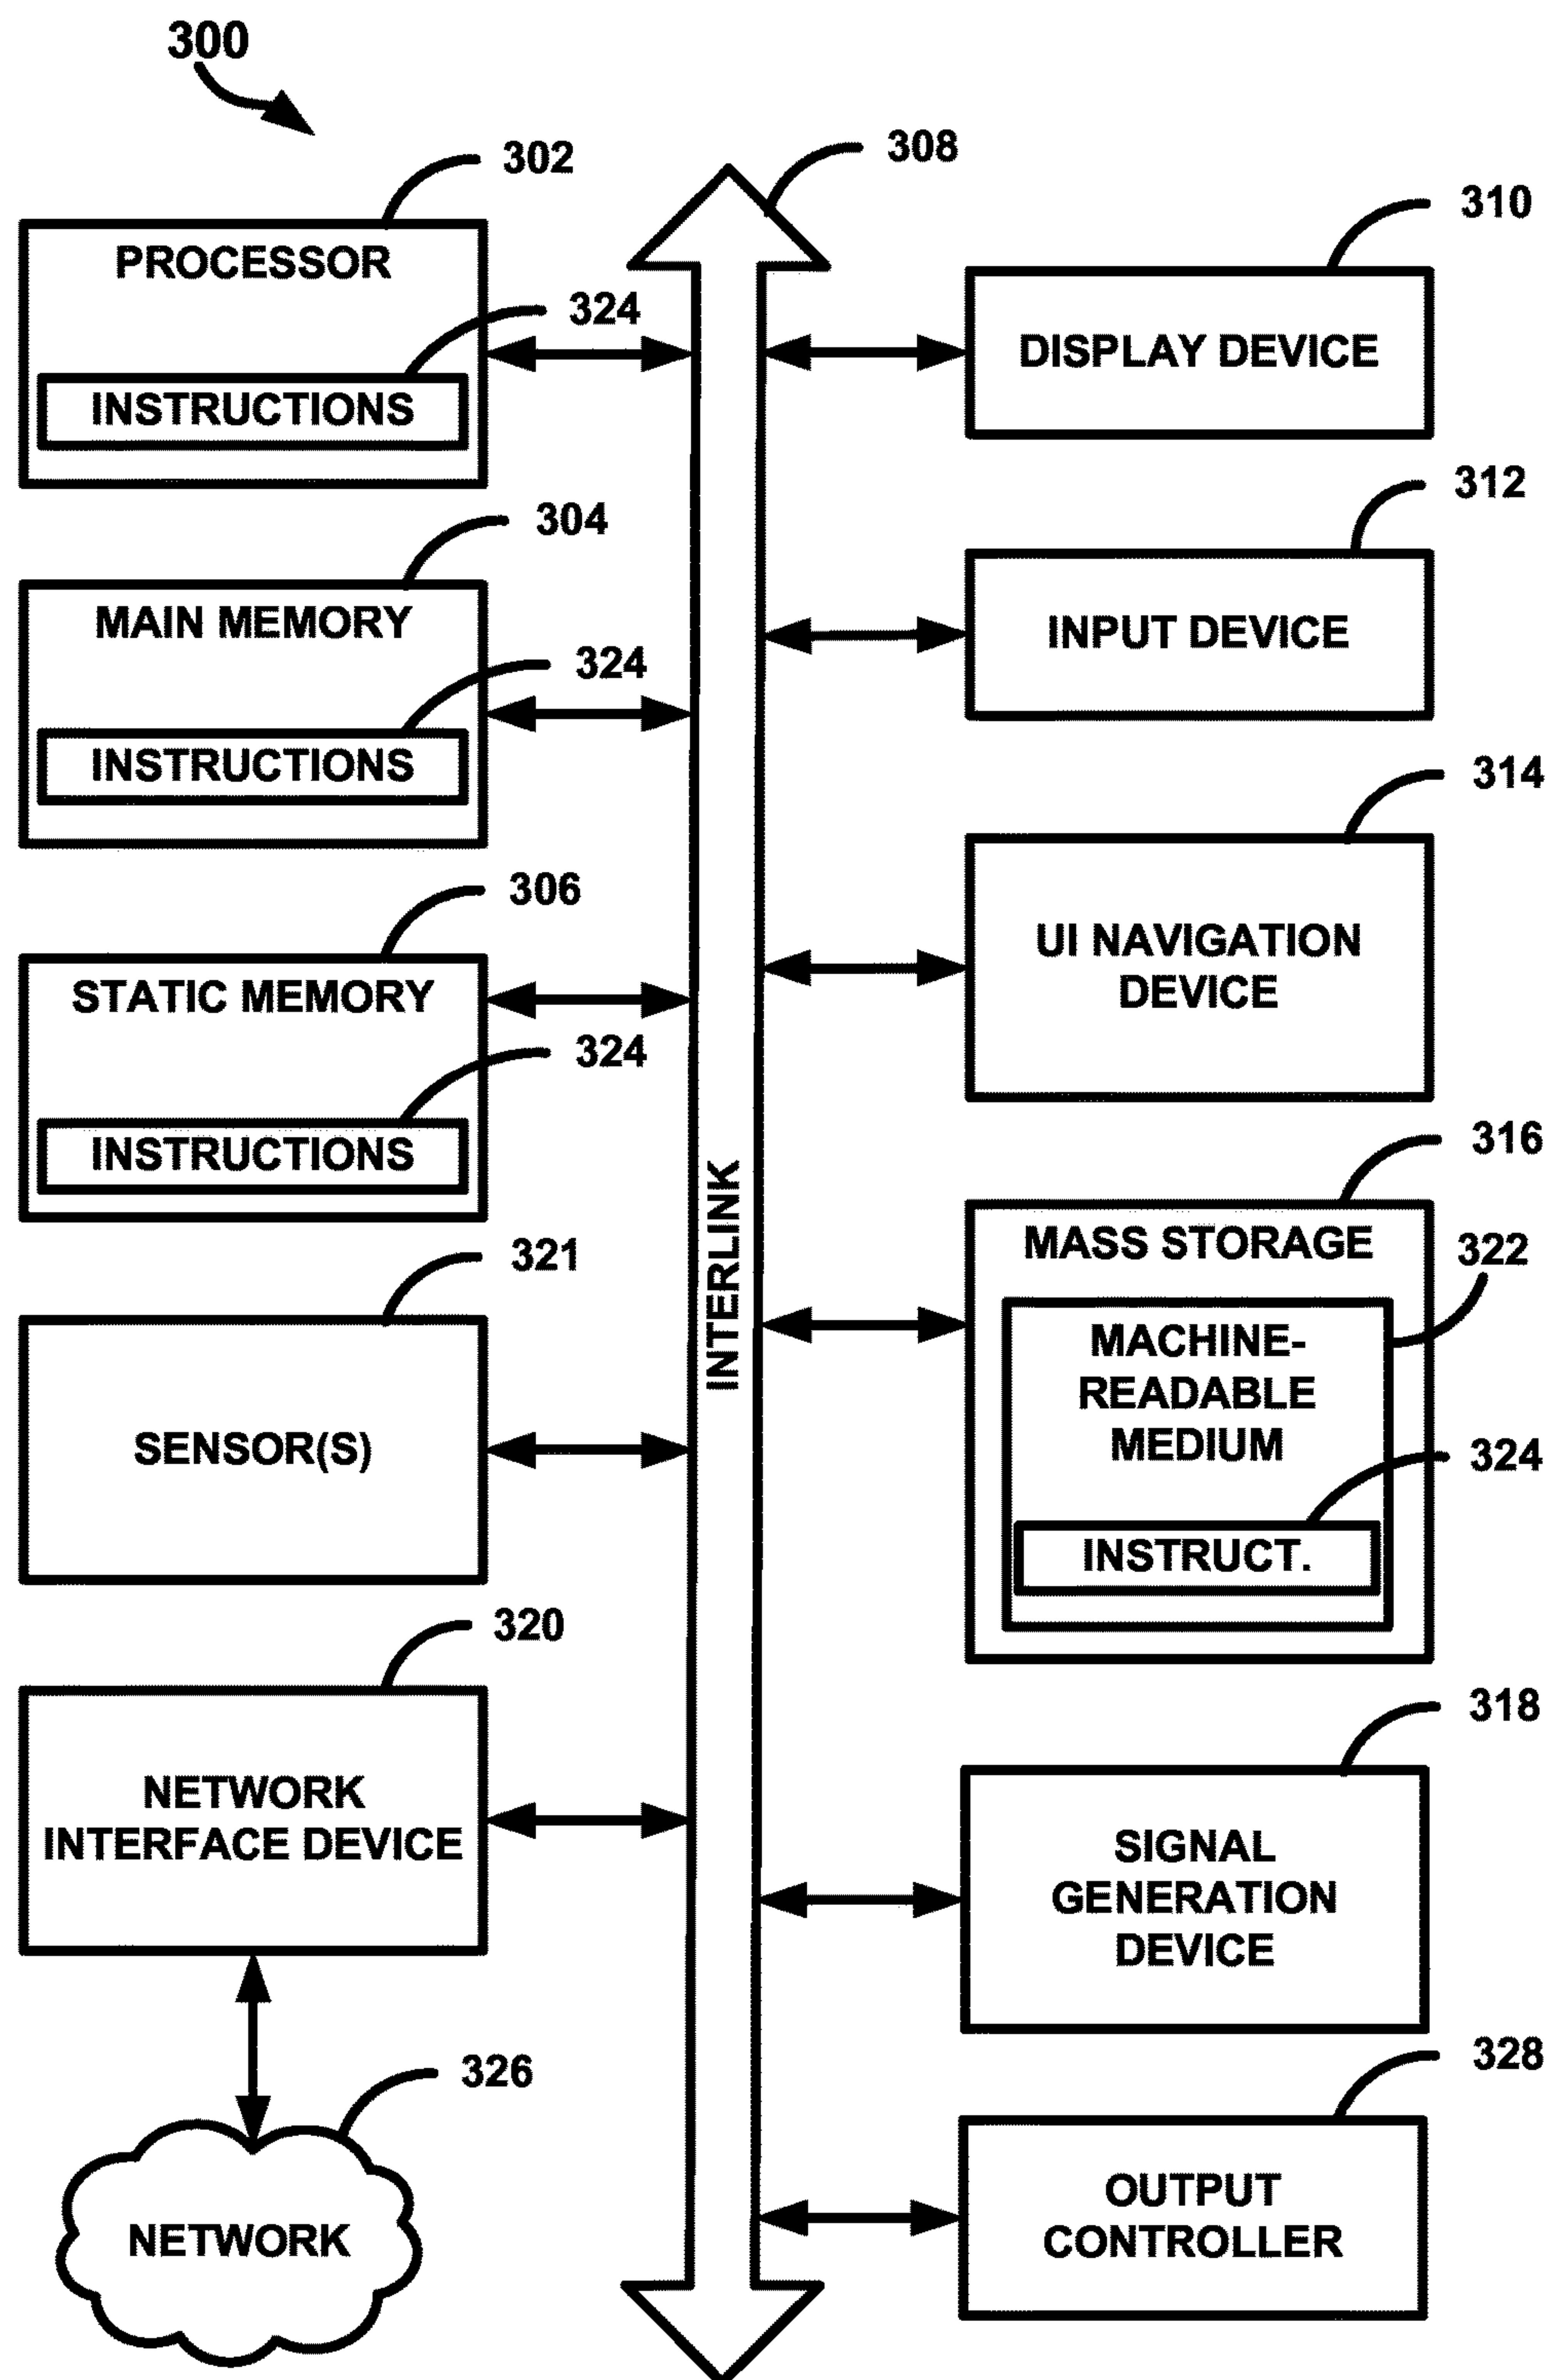 300
302
PROCESSOR
324
INSTRUCTIONS
304
MAIN MEMORY
324
INSTRUCTIONS
306
STATIC MEMORY
324
INSTRUCTIONS
321
SENSOR(S)
320
NETWORK
INTERFACE DEVICE
326
NETWORK
308
INTERLINK
310
DISPLAY DEVICE
312
INPUT DEVICE
314
UI NAVIGATION
DEVICE
316
MASS STORAGE
322
MACHINE-
READABLE
MEDIUM
324
INSTRUCT.
318
SIGNAL
GENERATION
DEVICE
328
OUTPUT
CONTROLLER